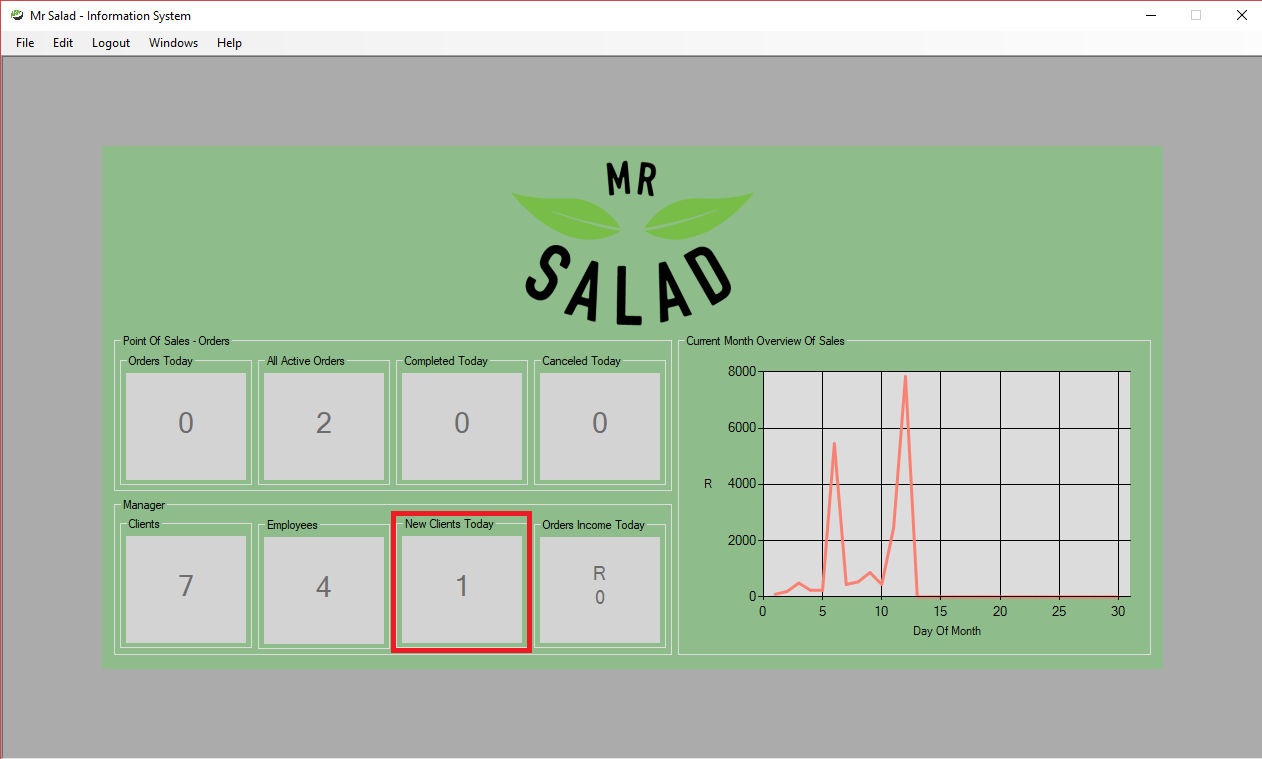 Mr Salad - Information System
File Edit Logout Windows Help
MR
SALAD
Point Of Sales - Orders
Orders Today
0
All Active Orders
2
Completed Today
0
Canceled Today
0
Manager
Clients
7
Employees
4
New Clients Today
1
Orders Income Today
R
0
Current Month Overview Of Sales
8000
6000
R 4000
2000
0
0 5 10 15 20 25 30
Day Of Month